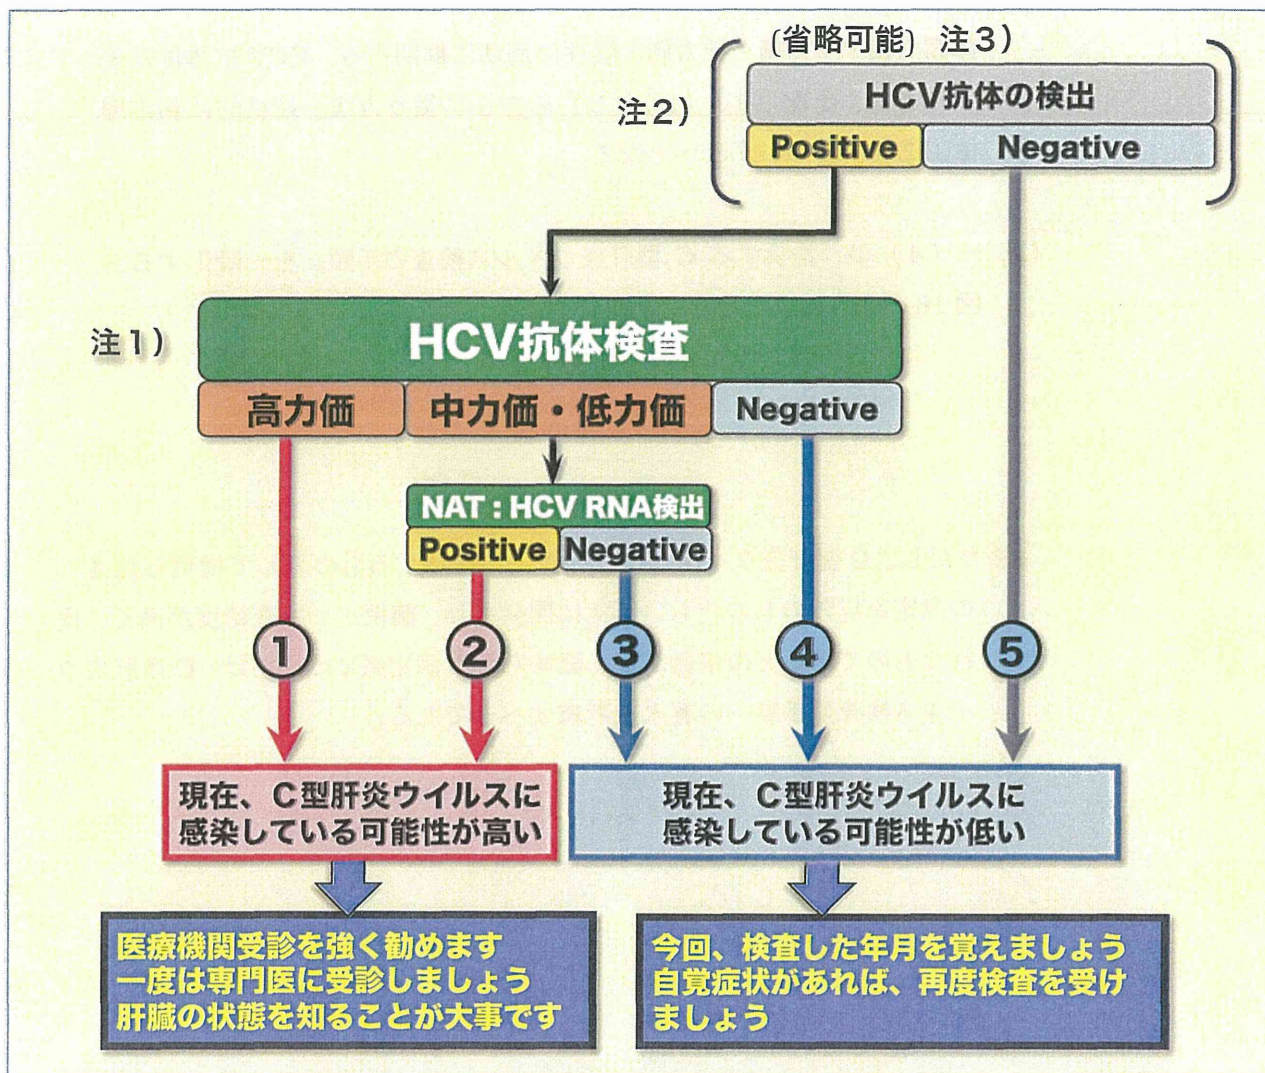 (省略可能) 注3)
HCV抗体の検出
注2)
Positive
Negative
注1)
HCV抗体検査
高力価
中力価・低力価
Negative
NAT:HCV RNA検出
Positive
Negative
①
②
③
④
⑤
現在、C型肝炎ウイルスに
感染している可能性が高い
現在、C型肝炎ウイルスに
感染している可能性が低い
医療機関受診を強く勧めます
一度は専門医に受診しましょう
肝臓の状態を知ることが大事です
今回、検査した年月を覚えましょう
自覚症状があれば、再度検査を受け
ましょう